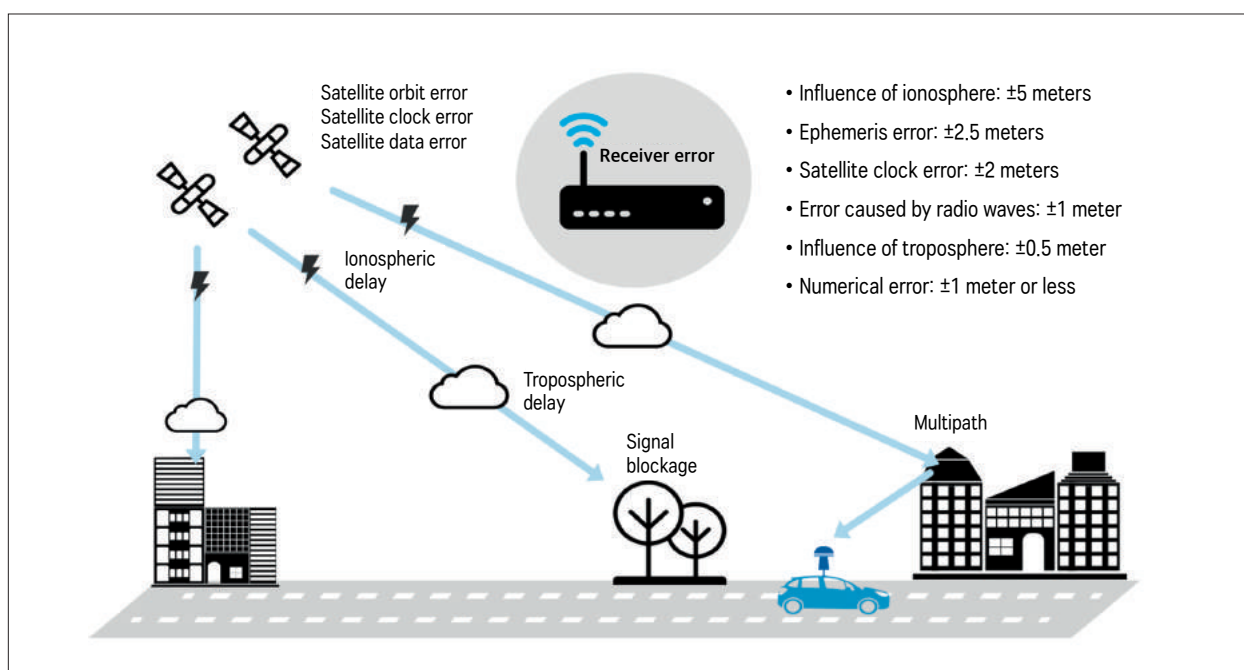 Satellite orbit error
Satellite clock error
Satellite data error
Receiver error
• Influence of ionosphere: ±5 meters
• Ephemeris error: ±2.5 meters
• Satellite clock error: ±2 meters
• Error caused by radio waves: ±1 meter
• Influence of troposphere: ±0.5 meter
• Numerical error: ±1 meter or less
Ionospheric
delay
Tropospheric
delay
Signal
blockage
Multipath